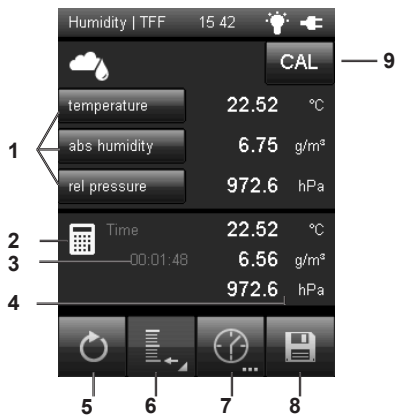 Humidity | TFF 15 42
CAL
9
temperature 22.52 °C
1
abs humidity 6.75 g/m³
rel pressure 972.6 hPa
2
Time 22.52 °C
3
00:01:48 6.56 g/m³
4
972.6 hPa
5 6 7 8